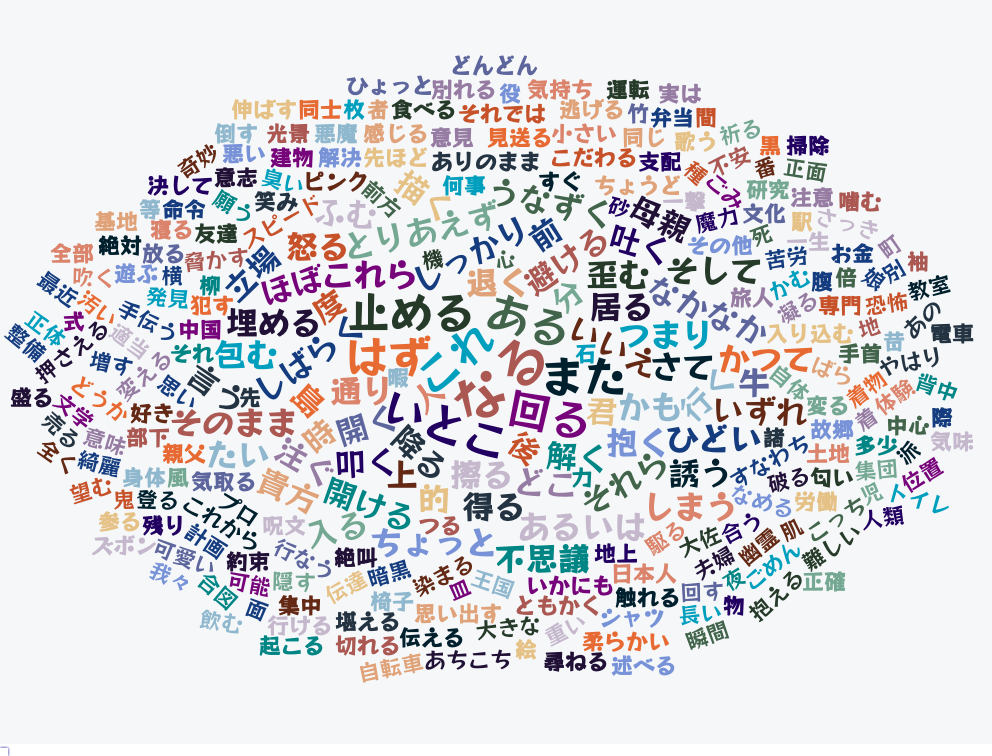 どんどん
ひょっと
別れる
役
気持ち
運転
実は
伸ばす
同士
枚
者
食べる
それでは
逃げる
竹
弁当
間
倒す
光景
悪魔
感じる
意見
見送る
小さい
同じ
歌う
祈る
黒
掃除
奇妙
悪い
建物
解決
先ほど
ありのまま
こだわる
支配
種
不安
番
正面
決して
意志
臭い
ピンク
前方
描く
何事
すぐ
ちょうど
一撃
ごみ
研究
注意
噛む
等
命令
願う
笑み
スピード
ふむ
うなずく
砂
母親
魔力
文化
駅
さっき
基地
寝る
友達
怒る
とりあえず
機
しっかり
心
前
避ける
吐く
その他
死
一生
お金
町
袖
全部
絶対
放る
脅かす
立場
ほぼ
これら
退く
分
歪む
そして
苦労
かむ
腹
倍
最近
吹く
遊ぶ
横
柳
発見
犯す
度
止める
ある
居る
なかなか
旅人
凝る
専門
恐怖
教室
汚い
正体
式
える
手伝う
中国
埋める
しばらく
はず
これ
なる
いい
つまり
入り込む
地
昔
あの
電車
整備
押さえる
増す
適当
変える
それ
包む
言う
先
暇
石
また
さて
かつて
ばら
手首
やはり
盛る
文学
どうか
思い
好き
そのまま
島
通り
人
いとこ
回る
君
かも
牛
いずれ
自体
変る
着物
着
体験
背中
売る
全く
意味
部下
親父
たい
注ぐ
時
開く
降る
後
抱く
ひどい
諸
すなわち
故郷
土地
中心
多少
際
派
気味
綺麗
望む
鬼
身体
風
気取る
貴方
叩く
上
擦る
どこ
力
解く
それら
誘う
破る
匂い
集団
児
位置
トイレ
登る
これから
プロ
開ける
的
得る
しまう
なめる
労働
こっち
人類
参る
残り
計画
呪文
入る
つる
あるいは
駆る
大佐
合う
幽霊
肌
難しい
ズボン
可愛い
約束
行なう
絶叫
ちょっと
不思議
地上
夫婦
夜
ごめん
抱える
正確
我々
合図
可能
隠す
伝達
暗黒
染まる
皿
王国
いかにも
日本人
触れる
回す
長い
物
飲む
面
集中
椅子
思い出す
ともかく
シャツ
行ける
堪える
大きな
重い
柔らかい
瞬間
起こる
切れる
伝える
自転車
あちこち
絵
尋ねる
述べる